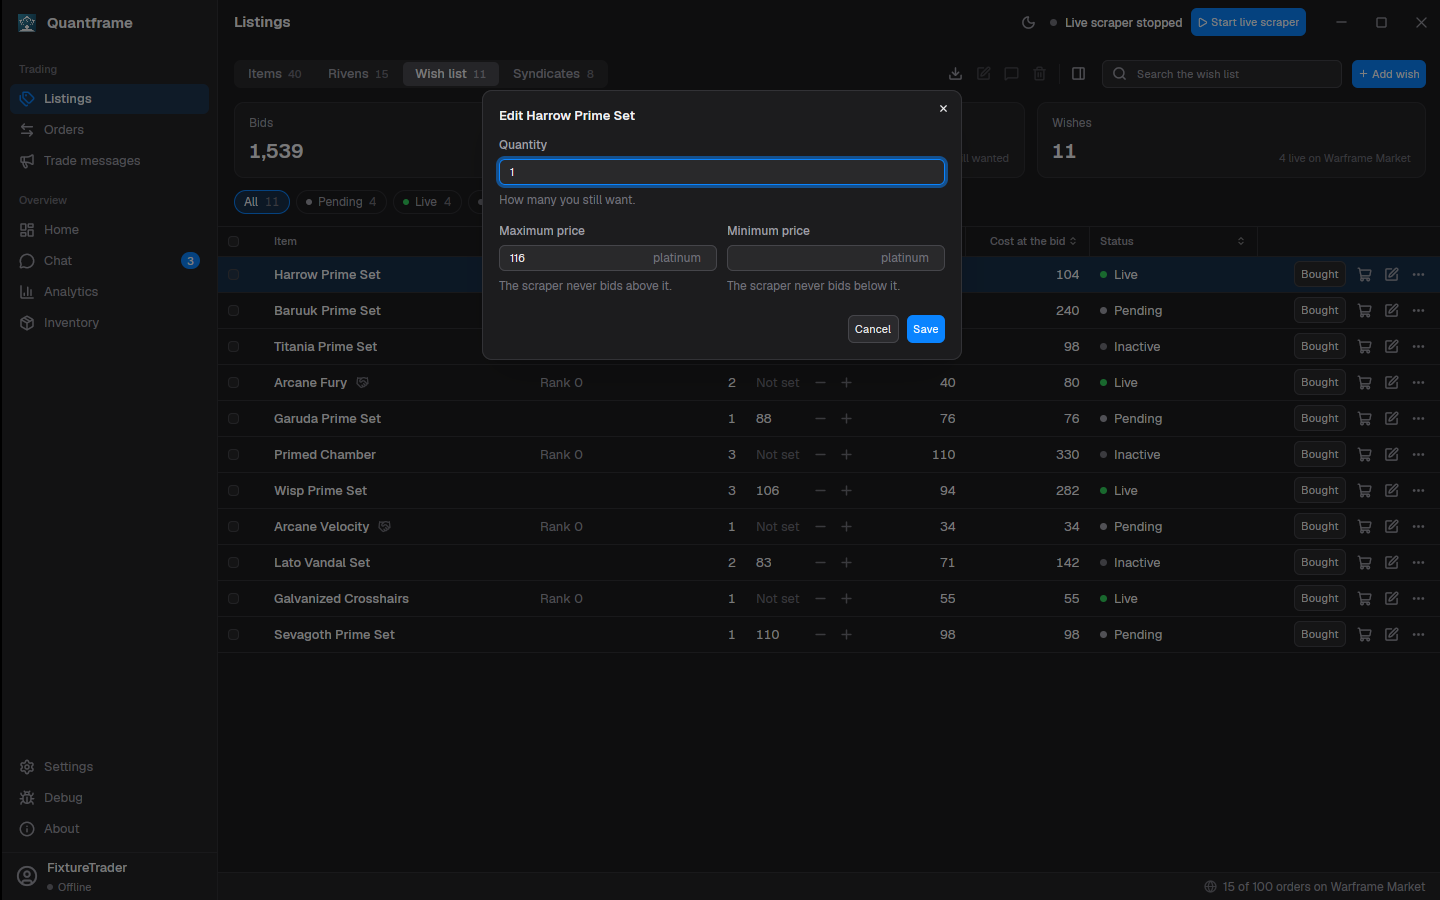 Quantframe
Listings
Live scraper stopped
Start live scraper
Trading
Listings
Orders
Trade messages
Overview
Home
Chat 3
Analytics
Inventory
Settings
Debug
About
FixtureTrader
Offline
Items 40
Rivens 15
Wish list 11
Syndicates 8
Search the wish list
+ Add wish
Bids
1,539
Wishes
11
4 live on Warframe Market
All 11
Pending 4
Live 4
Edit Harrow Prime Set
Quantity
1
How many you still want.
Maximum price
Minimum price
116 platinum
platinum
The scraper never bids above it.
The scraper never bids below it.
Cancel
Save
Item
Cost at the bid
Status
Harrow Prime Set 104 Live Bought
Baruuk Prime Set 240 Pending Bought
Titania Prime Set 98 Inactive Bought
Arcane Fury Rank 0 2 Not set 40 80 Live Bought
Garuda Prime Set 1 88 76 76 Pending Bought
Primed Chamber Rank 0 3 Not set 110 330 Inactive Bought
Wisp Prime Set 3 106 94 282 Live Bought
Arcane Velocity Rank 0 1 Not set 34 34 Pending Bought
Lato Vandal Set 2 83 71 142 Inactive Bought
Galvanized Crosshairs Rank 0 1 Not set 55 55 Live Bought
Sevagoth Prime Set 1 110 98 98 Pending Bought
15 of 100 orders on Warframe Market